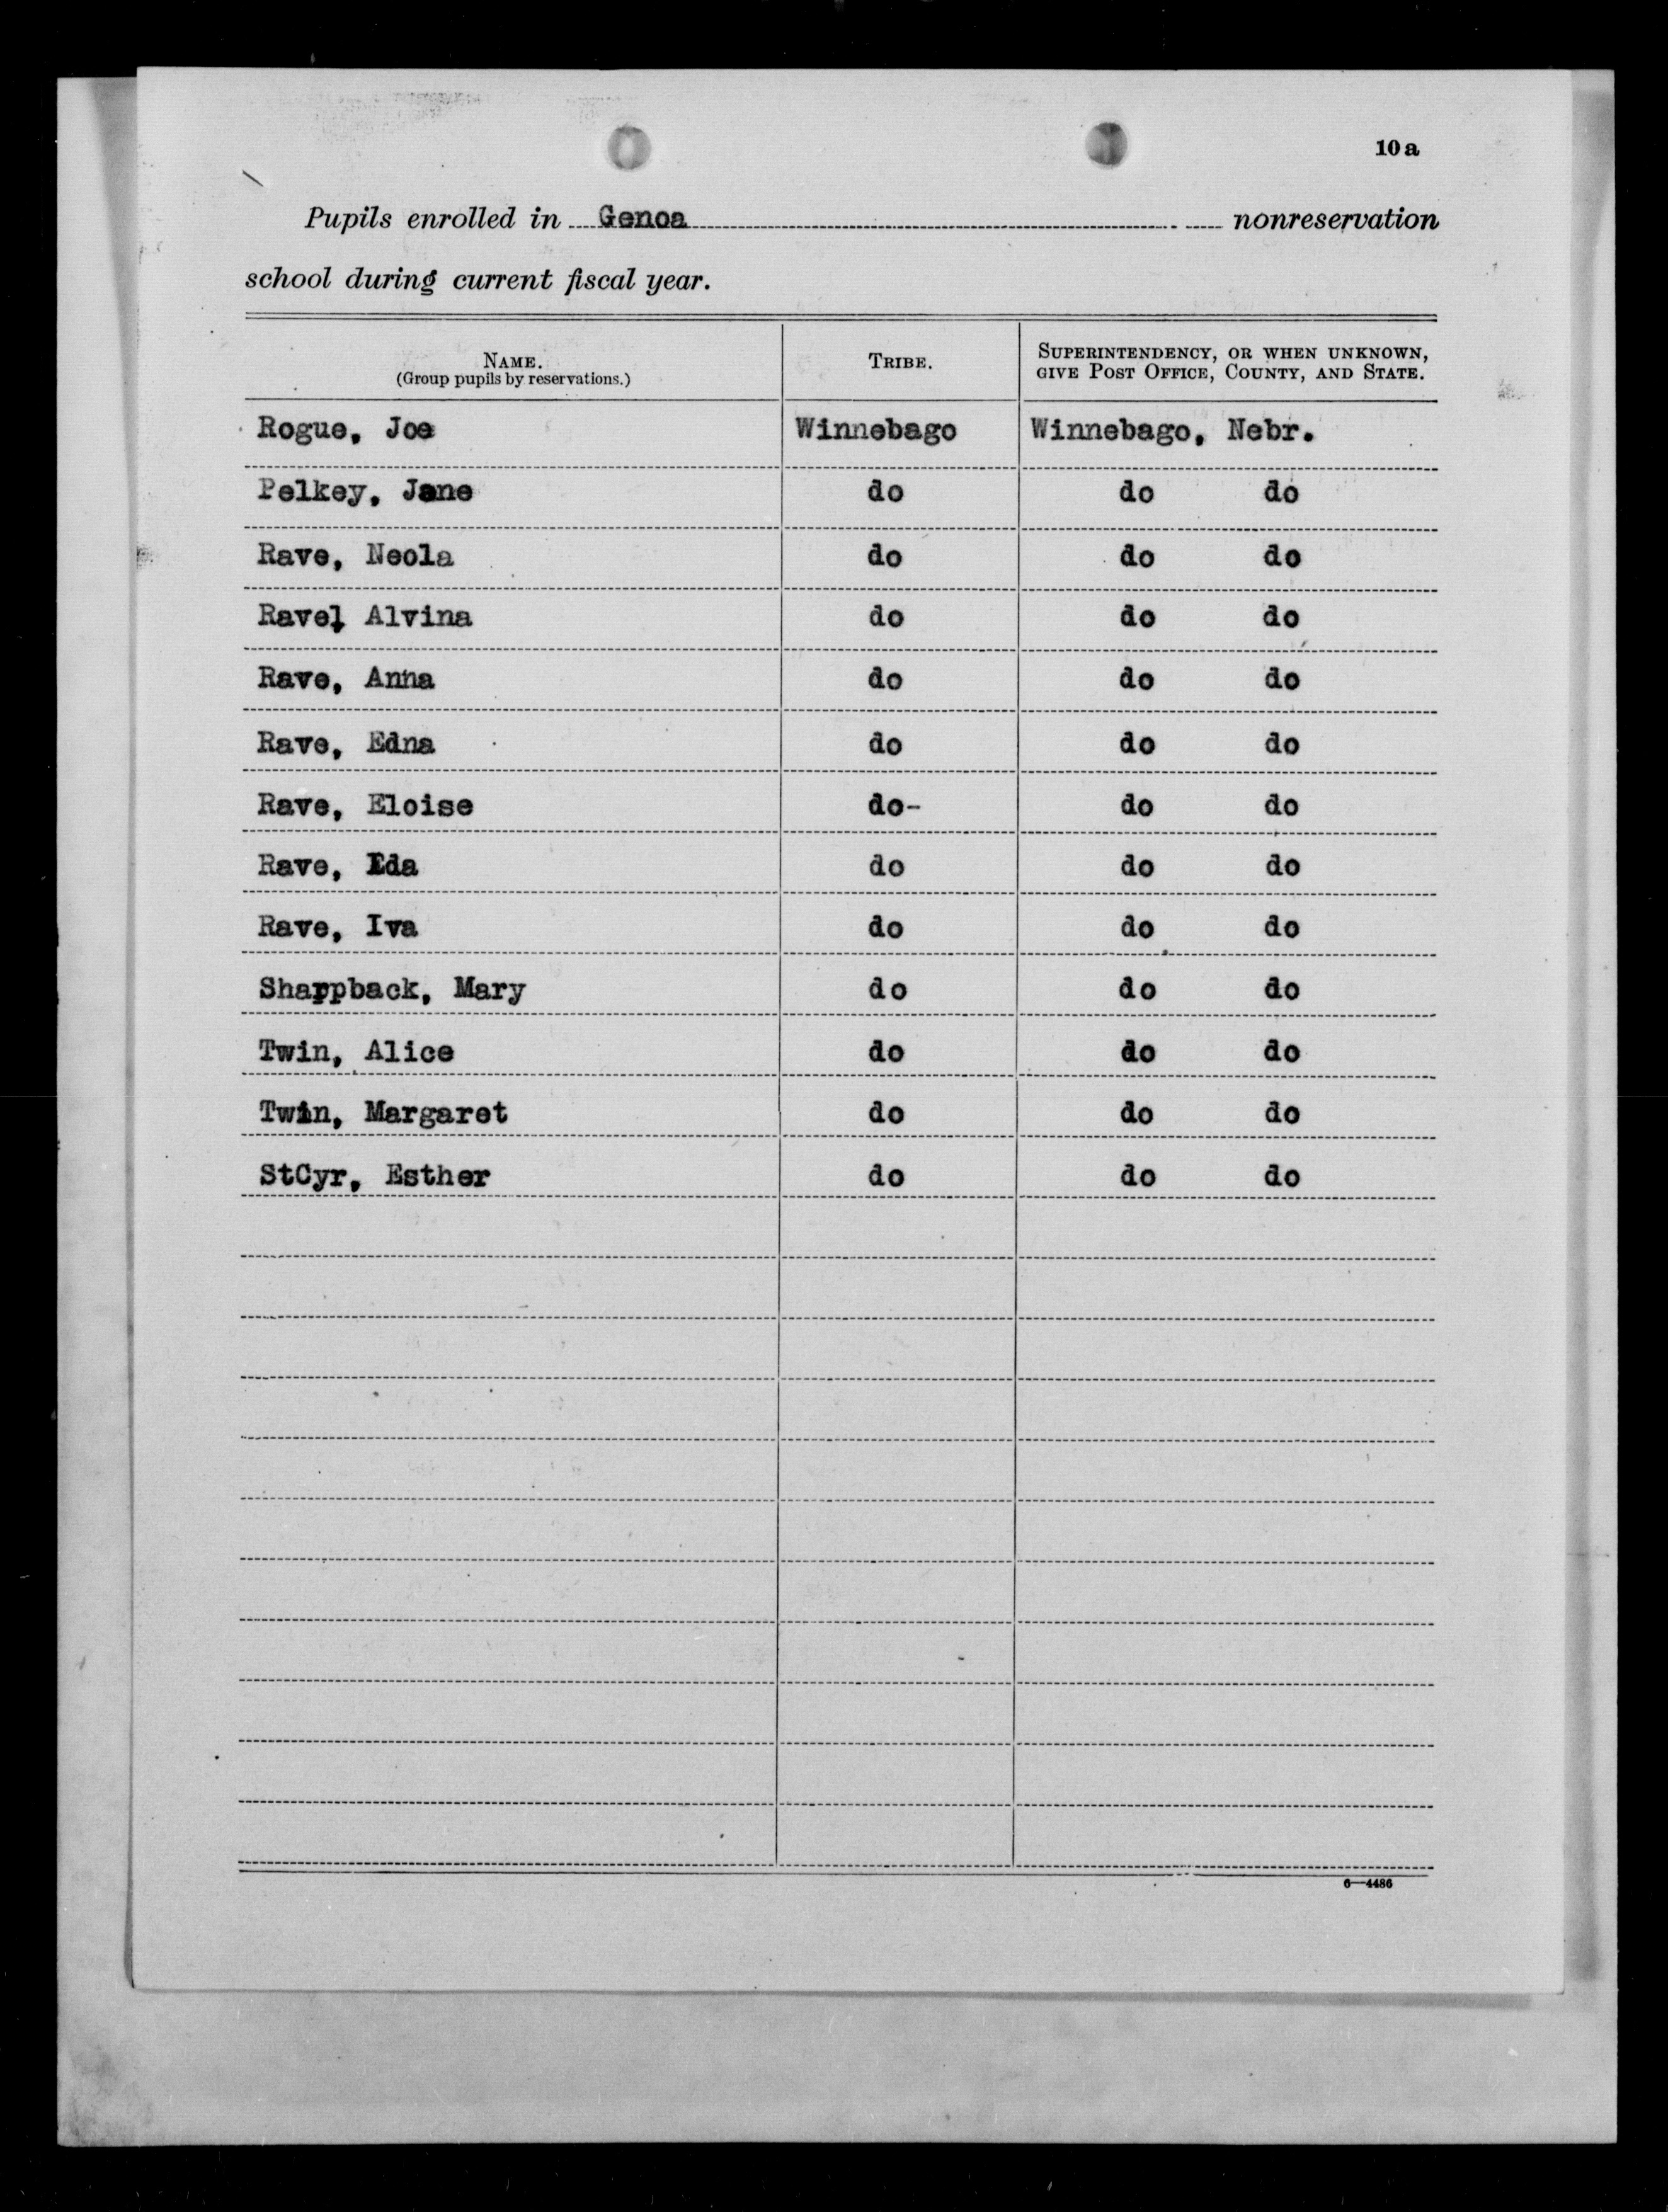 10 a
Pupils enrolled in Genoa nonreservation
school during current fiscal year.
NAME. TRIBE. SUPERINTENDENCY, OR WHEN UNKNOWN,
(Group pupils by reservations.) GIVE POST OFFICE, COUNTY, AND STATE.
Rogue, Joe Winnebago Winnebago, Nebr.
Pelkey, Jane do do do
Rave, Neola do do do
Rave, Alvina do do do
Rave, Anna do do do
Rave, Edna do do do
Rave, Eloise do- do do
Rave, Ida do do do
Rave, Iva do do do
Sharpback, Mary do do do
Twin, Alice do do do
Twin, Margaret do do do
StCyr, Esther do do do
6—4486